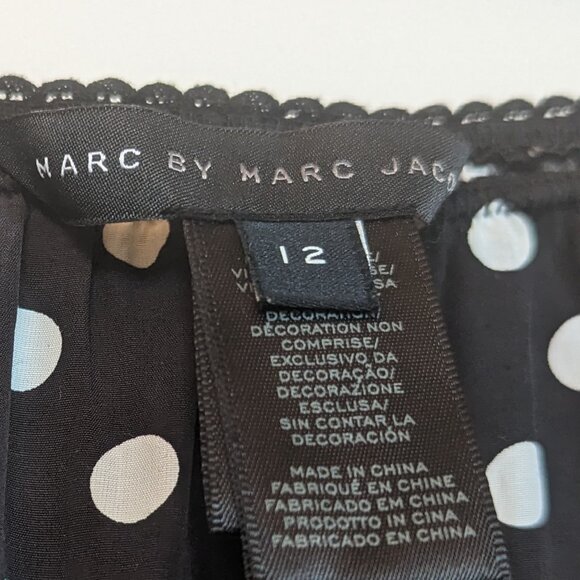 MARC BY MARC JAC
12
DECORATION/
DÉCORATION NON
COMPRISE/
EXCLUSIVO DA
DECORAÇÃO/
DECORAZIONE
ESCLUSA/
SIN CONTAR LA
DECORACIÓN
MADE IN CHINA
FABRIQUÉ EN CHINE
FABRICADO EM CHINA
PRODOTTO IN CINA
FABRICADO EN CHINA